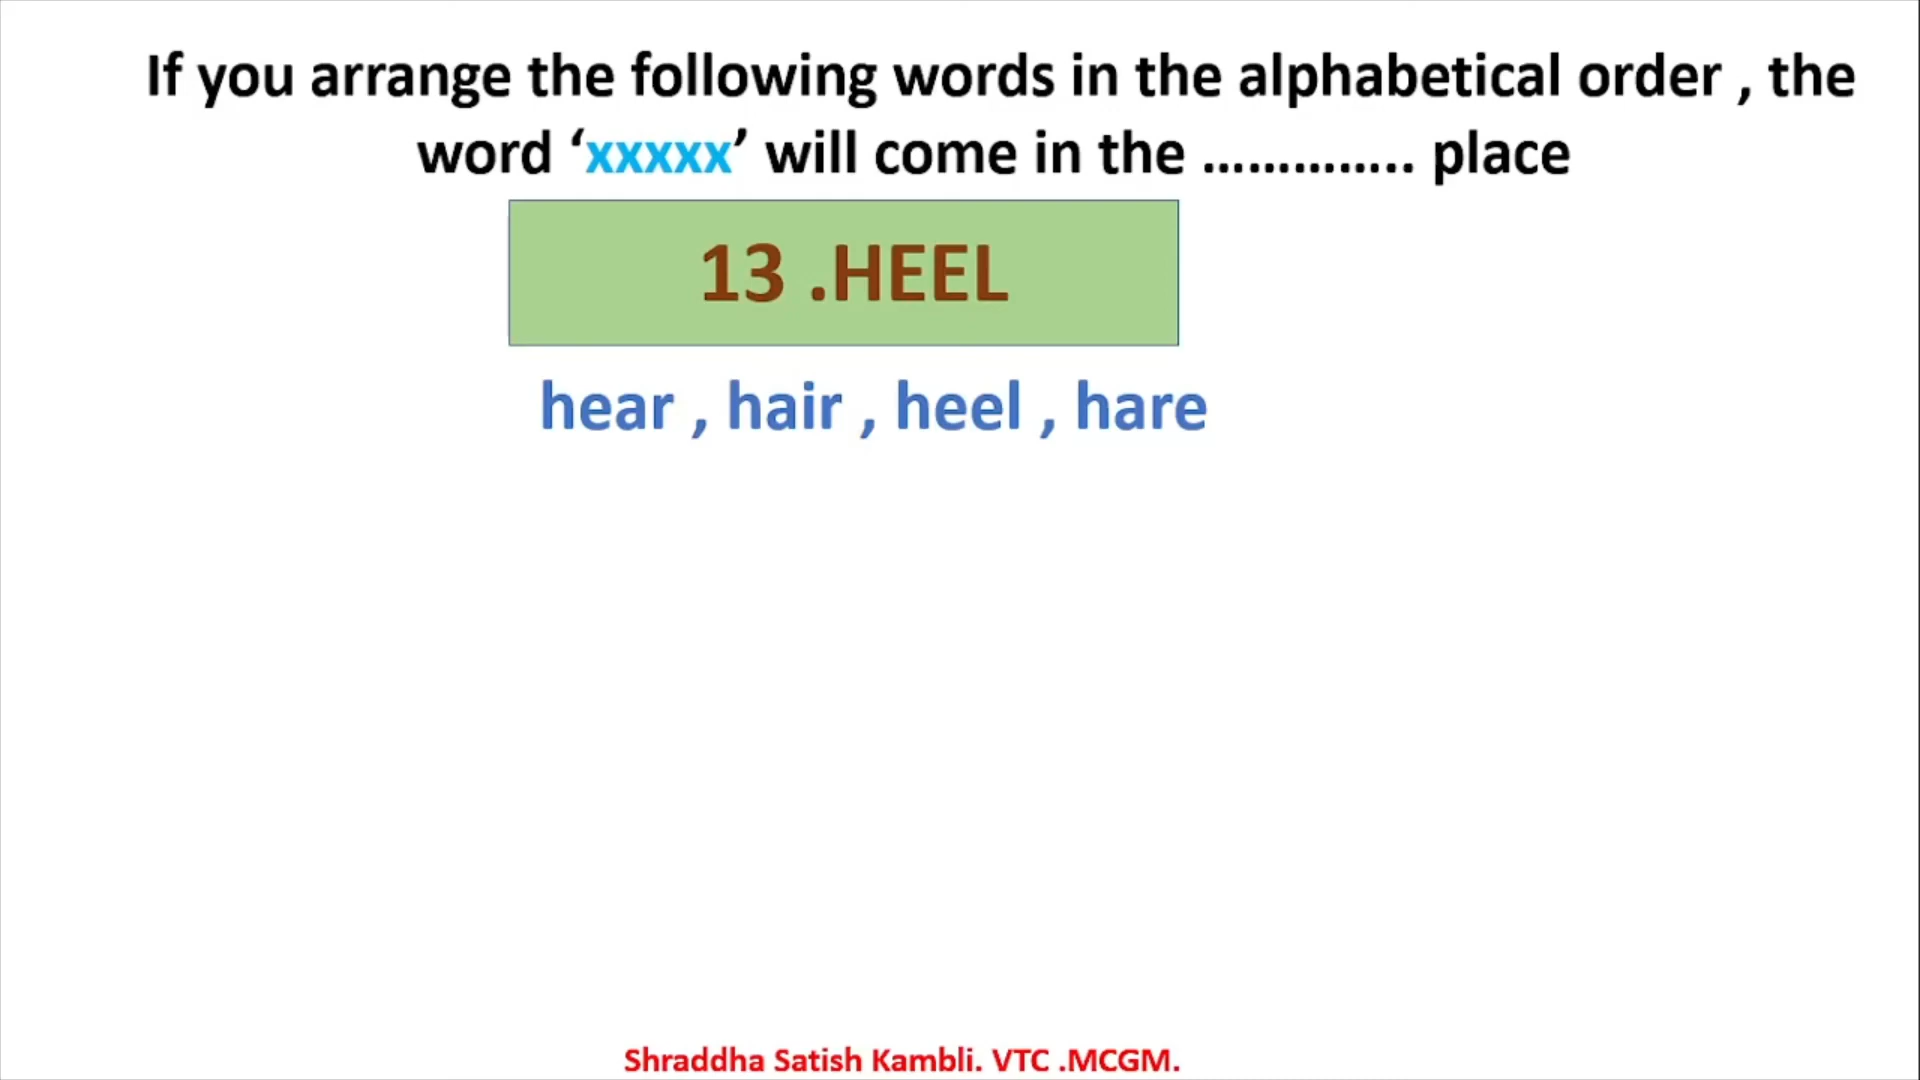 If you arrange the following words in the alphabetical order , the
word ‘xxxxx’ will come in the ………….. place
13 .HEEL
hear , hair , heel , hare
Shraddha Satish Kambli. VTC .MCGM.